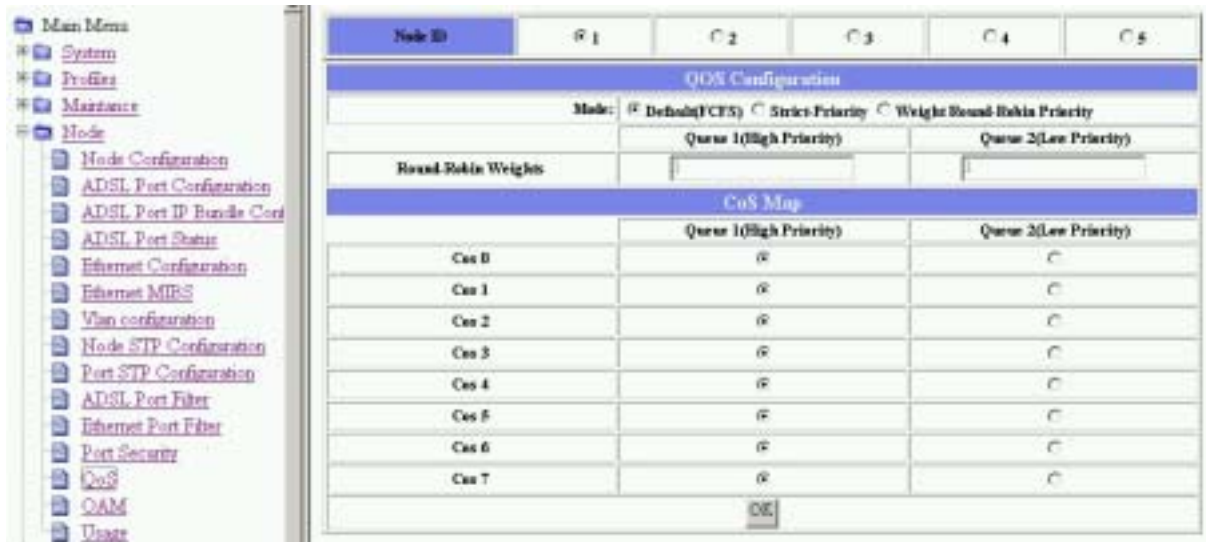 Main Menu
System
Profiles
Maintance
Node
Node Configuration
ADSL Port Configuration
ADSL Port IP Bundle Conf
ADSL Port Status
Ethernet Configuration
Ethernet MIBS
Vlan configuration
Node STP Configuration
Port STP Configuration
ADSL Port Filter
Ethernet Port Filter
Port Security
QoS
OAM
Usage
Node ID 1 2 3 4 5
QOS Configuration
Mode: Default(FCFS) Strict-Priority Weight Round-Robin Priority
Queue 1(High Priority) Queue 2(Low Priority)
Round-Robin Weights
CoS Map
Queue 1(High Priority) Queue 2(Low Priority)
Cos 0
Cos 1
Cos 2
Cos 3
Cos 4
Cos 5
Cos 6
Cos 7
OK